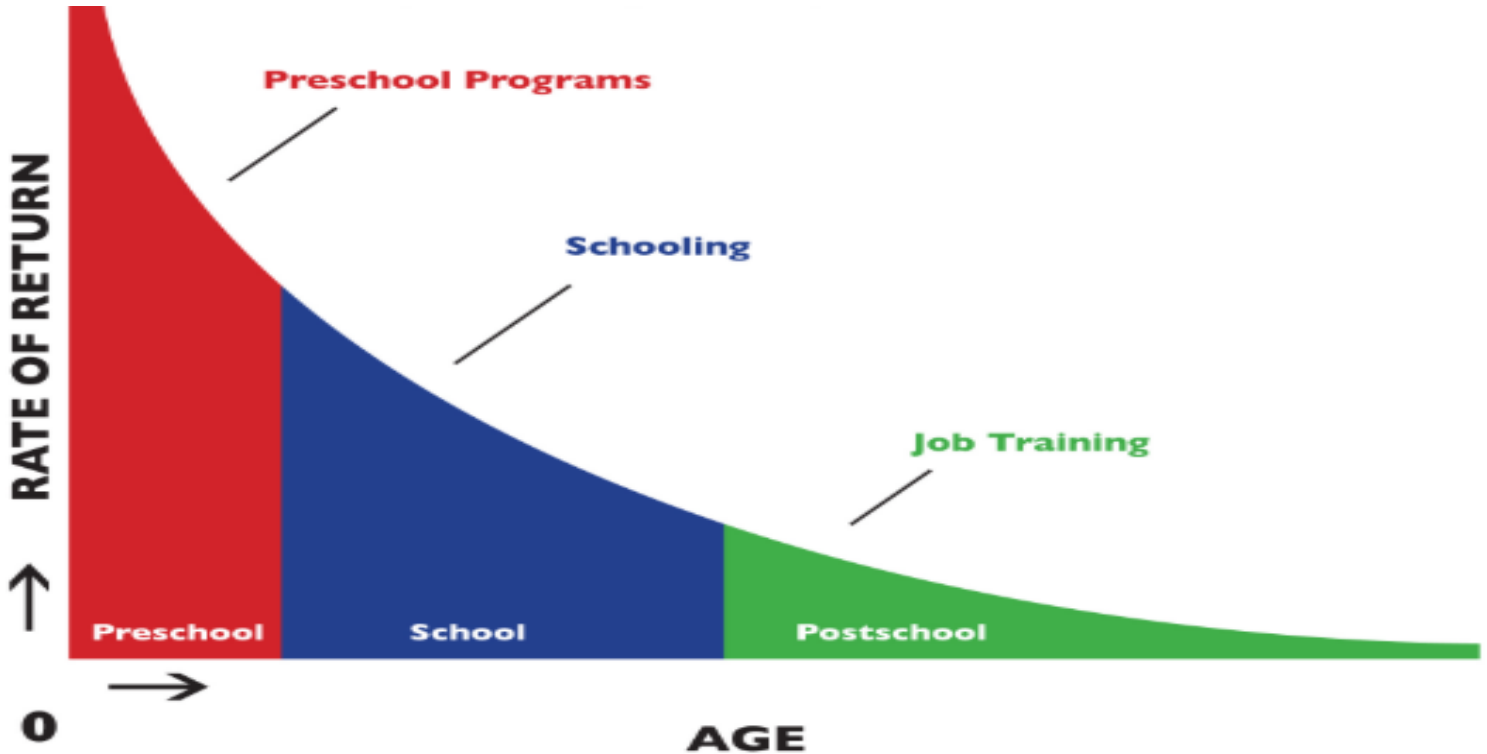 Preschool Programs
Schooling
Job Training
RATE OF RETURN
Preschool
School
Postschool
0
AGE